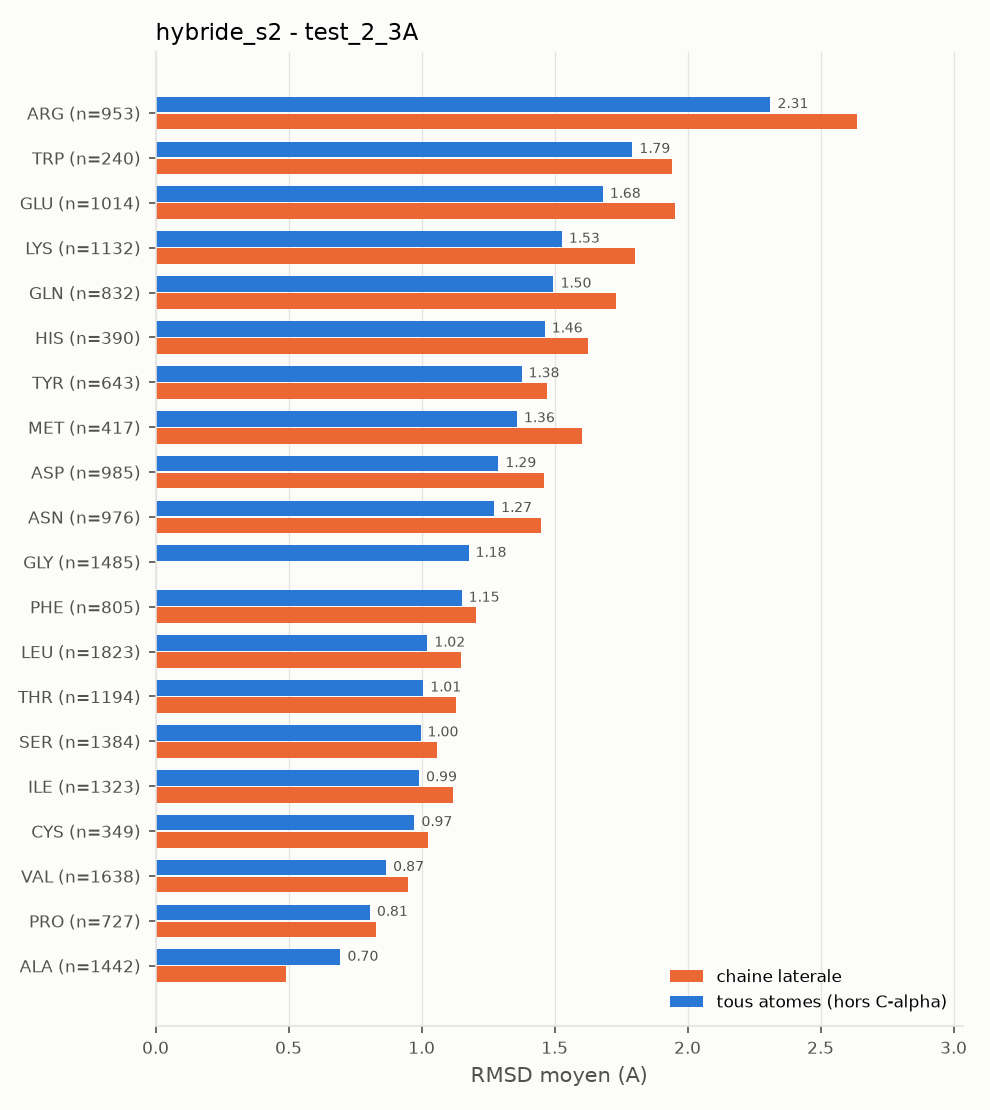 hybride_s2 - test_2_3A
ARG (n=953) 2.31
TRP (n=240) 1.79
GLU (n=1014) 1.68
LYS (n=1132) 1.53
GLN (n=832) 1.50
HIS (n=390) 1.46
TYR (n=643) 1.38
MET (n=417) 1.36
ASP (n=985) 1.29
ASN (n=976) 1.27
GLY (n=1485) 1.18
PHE (n=805) 1.15
LEU (n=1823) 1.02
THR (n=1194) 1.01
SER (n=1384) 1.00
ILE (n=1323) 0.99
CYS (n=349) 0.97
VAL (n=1638) 0.87
PRO (n=727) 0.81
ALA (n=1442) 0.70
chaine laterale
tous atomes (hors C-alpha)
0.0 0.5 1.0 1.5 2.0 2.5 3.0
RMSD moyen (A)